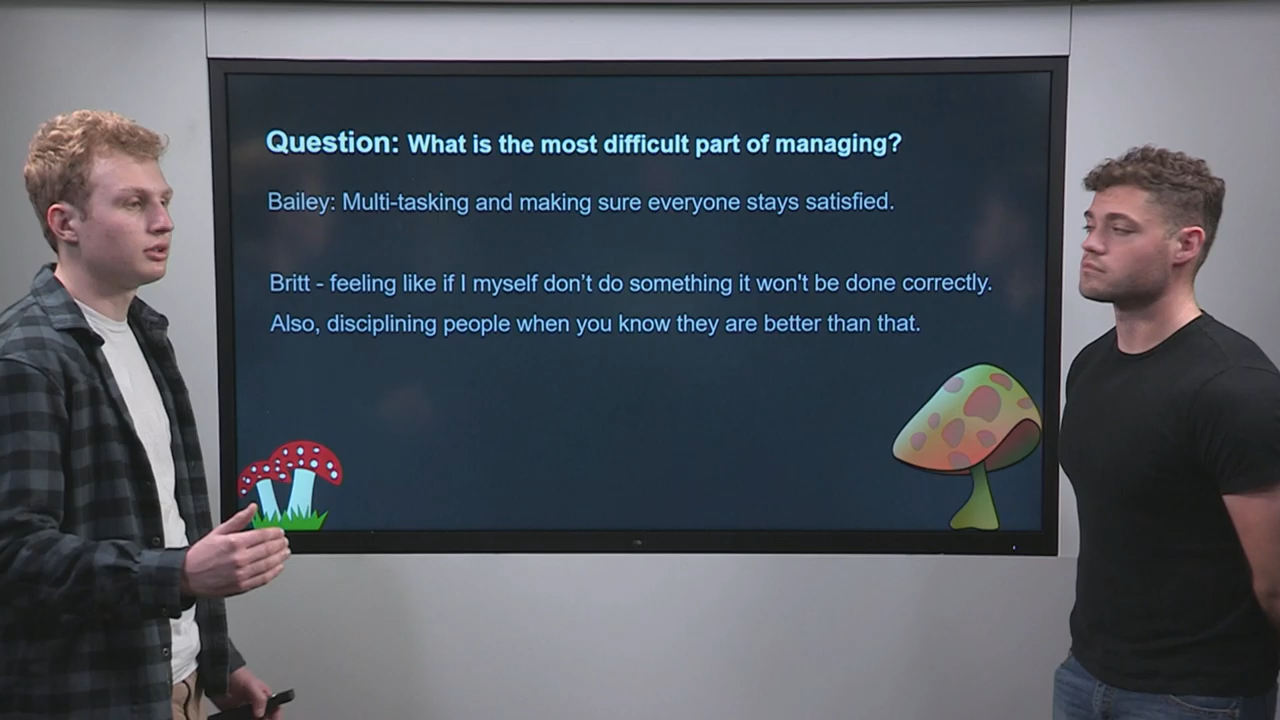 Question: What is the most difficult part of managing?
Bailey: Multi-tasking and making sure everyone stays satisfied.
Britt - feeling like if I myself don’t do something it won't be done correctly.
Also, disciplining people when you know they are better than that.